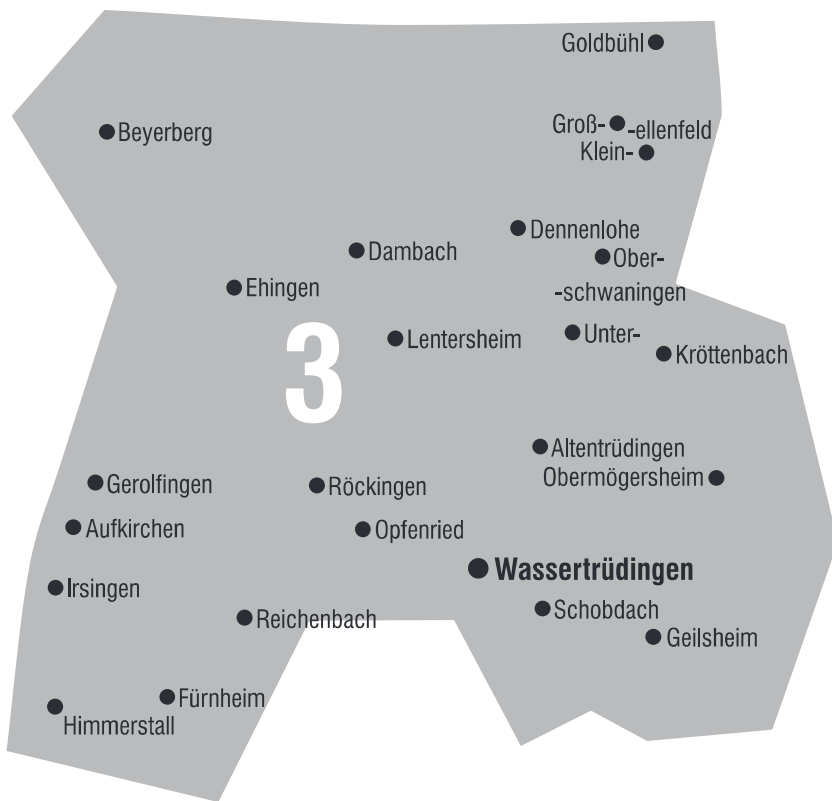 Goldbühl
Beyerberg
Groß- -ellenfeld
Klein-
Dennenlohe
Dambach
Ober-
Ehingen
-schwaningen
3
Lentersheim
Unter-
Kröttenbach
Altentrüdingen
Obermögersheim
Gerolfingen
Röckingen
Aufkirchen
Opfenried
Wassertrüdingen
Irsingen
Schobdach
Reichenbach
Geilsheim
Fürnheim
Himmerstall